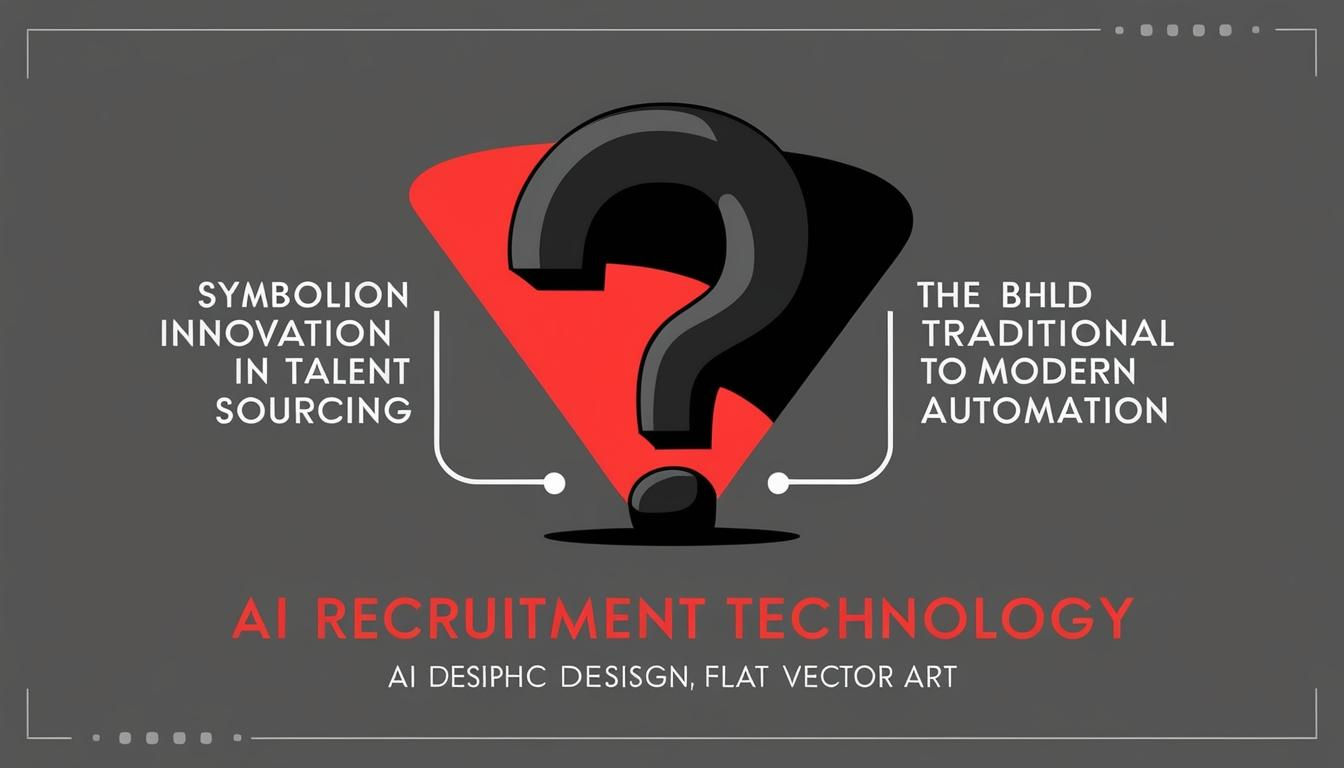 SYMBOLION
INNOVATION
IN TALENT
SOURCING
THE BHLD
TRADITIONAL
TO MODERN
AUTOMATION
AI RECRUITMENT TECHNOLOGY
AI DESIPHC DESISGN, FLAT VECTOR ART